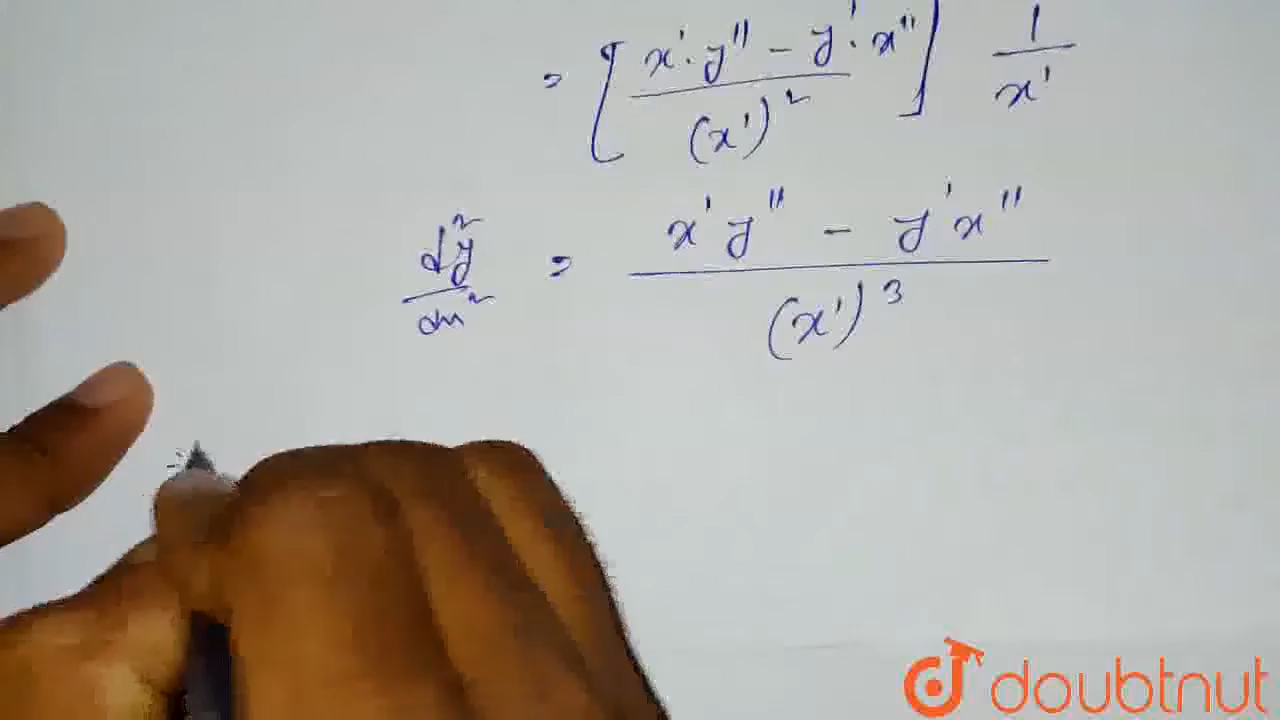 = [ x'.y" - y'.x" / (x')² ] 1/x'
d²y/dx² = x'y" - y'x" / (x')³
doubtnut